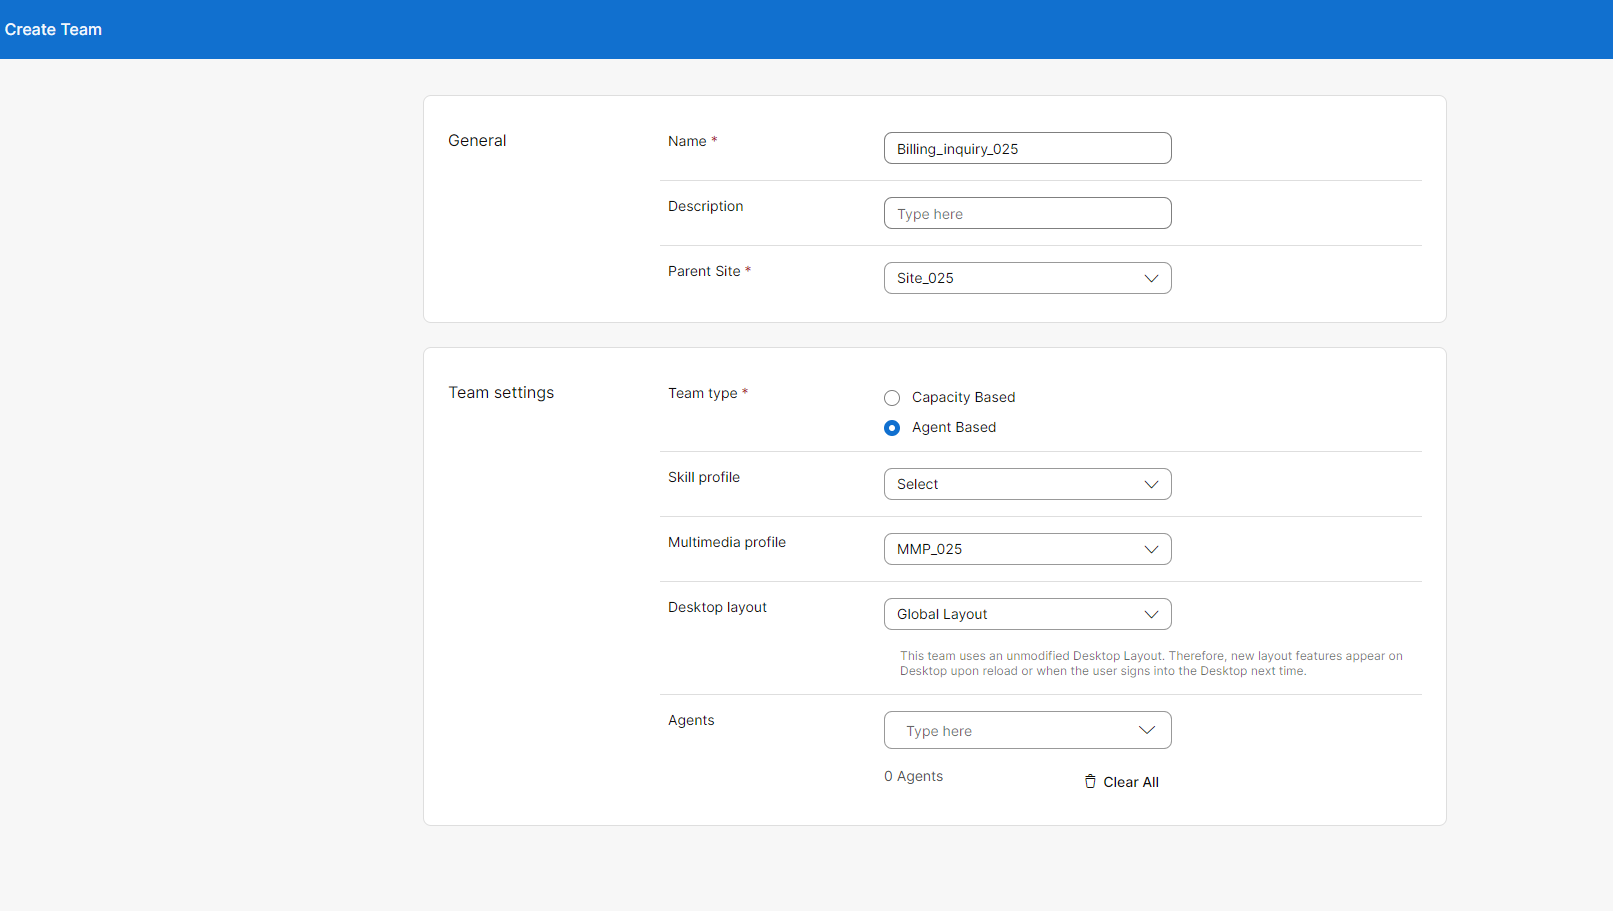 Create Team
General
Name *
Billing_inquiry_025
Description
Type here
Parent Site *
Site_025
Team settings
Team type *
Capacity Based
Agent Based
Skill profile
Select
Multimedia profile
MMP_025
Desktop layout
Global Layout
This team uses an unmodified Desktop Layout. Therefore, new layout features appear on
Desktop upon reload or when the user signs into the Desktop next time.
Agents
Type here
0 Agents
Clear All